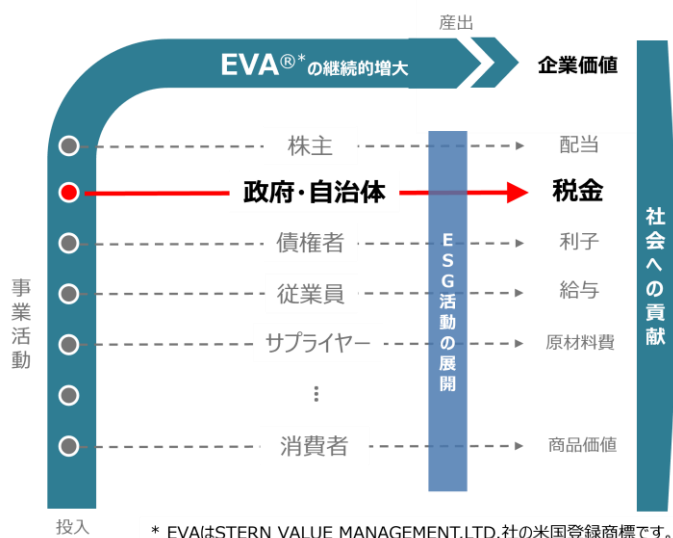 産出
EVA®*の継続的増大
企業価値
株主
配当
政府・自治体
税金
債権者
利子
従業員
給与
サプライヤー
原材料費
⋮
消費者
商品価値
事業活動
ESG活動の展開
社会への貢献
投入
* EVAはSTERN VALUE MANAGEMENT,LTD.社の米国登録商標です。